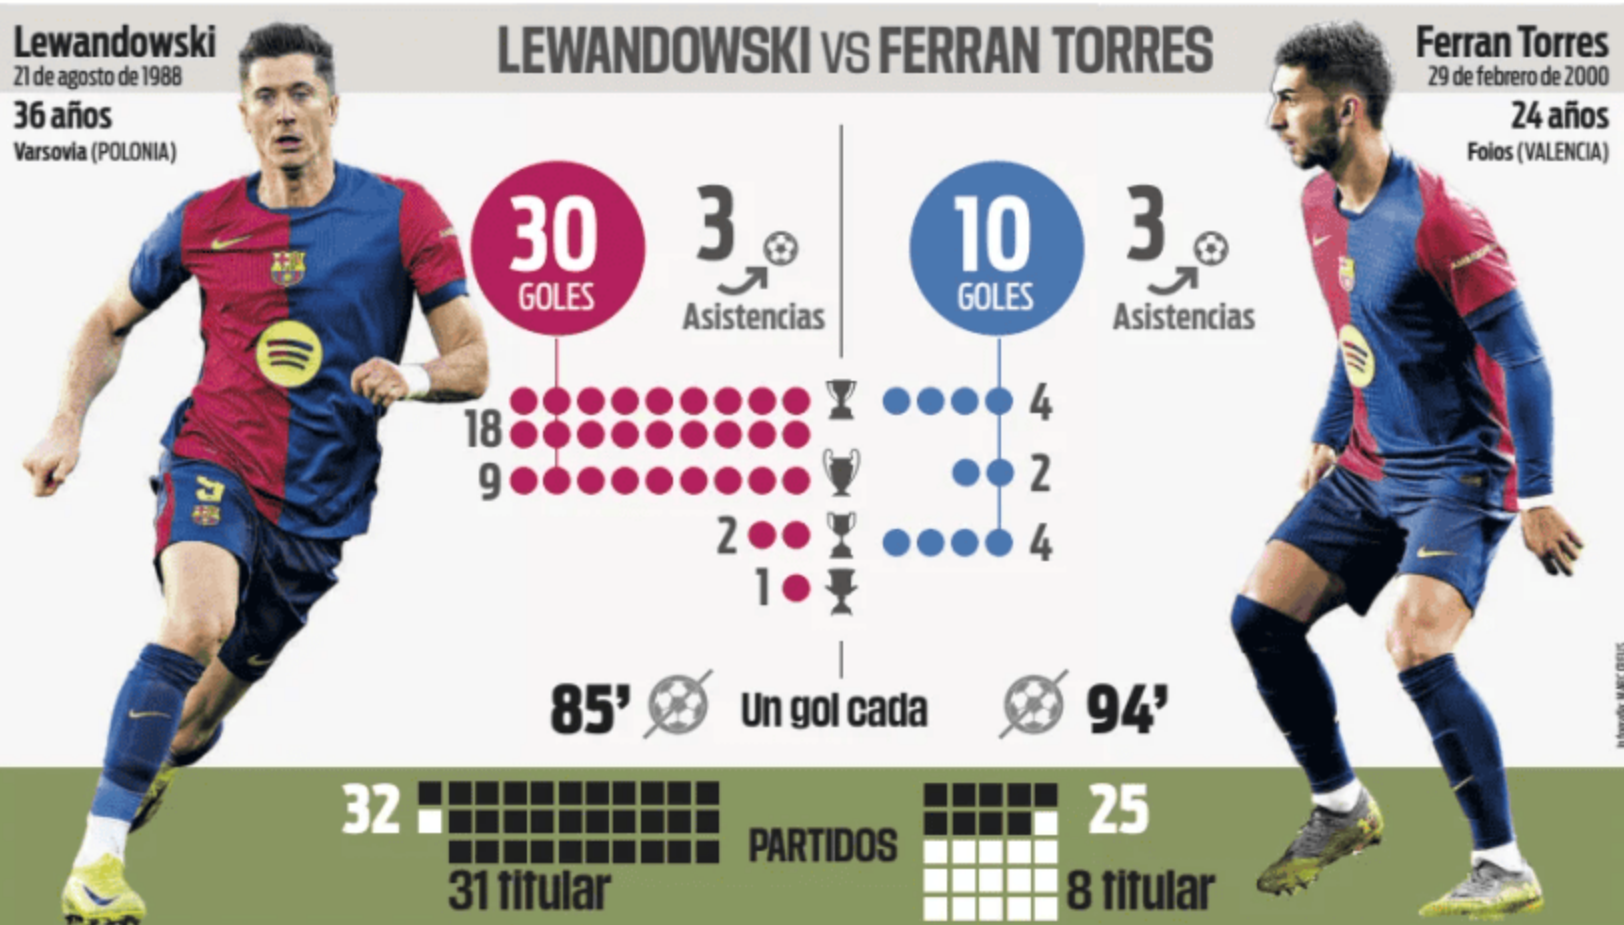 Lewandowski
21 de agosto de 1988
36 años
Varsovia (POLONIA)
LEWANDOWSKI VS FERRAN TORRES
Ferran Torres
29 de febrero de 2000
24 años
Foios (VALENCIA)
30
GOLES
3
Asistencias
10
GOLES
3
Asistencias
18
4
9
2
2
4
1
85’
Un gol cada
94’
32
PARTIDOS
25
31 titular
8 titular